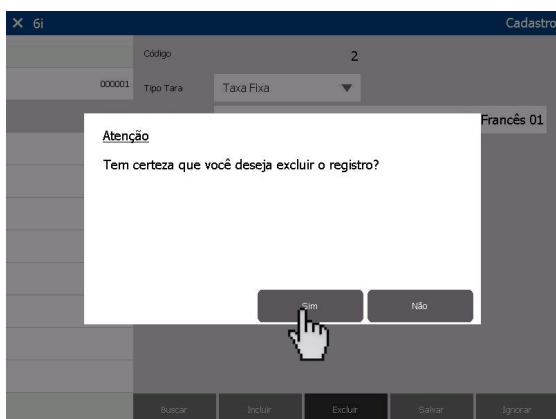 6i
Cadastro
Código 2
000001 Tipo Tara Taxa Fixa
Francês 01
Atenção
Tem certeza que você deseja excluir o registro?
Sim Não
Buscar Incluir Excluir Salvar Ignorar